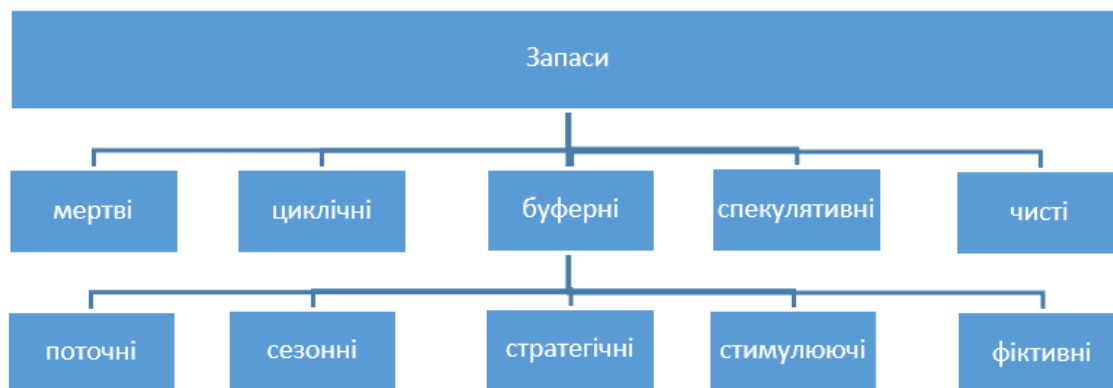 Запаси
мертві
циклічні
буферні
спекулятивні
чисті
поточні
сезонні
стратегічні
стимулюючі
фіктивні